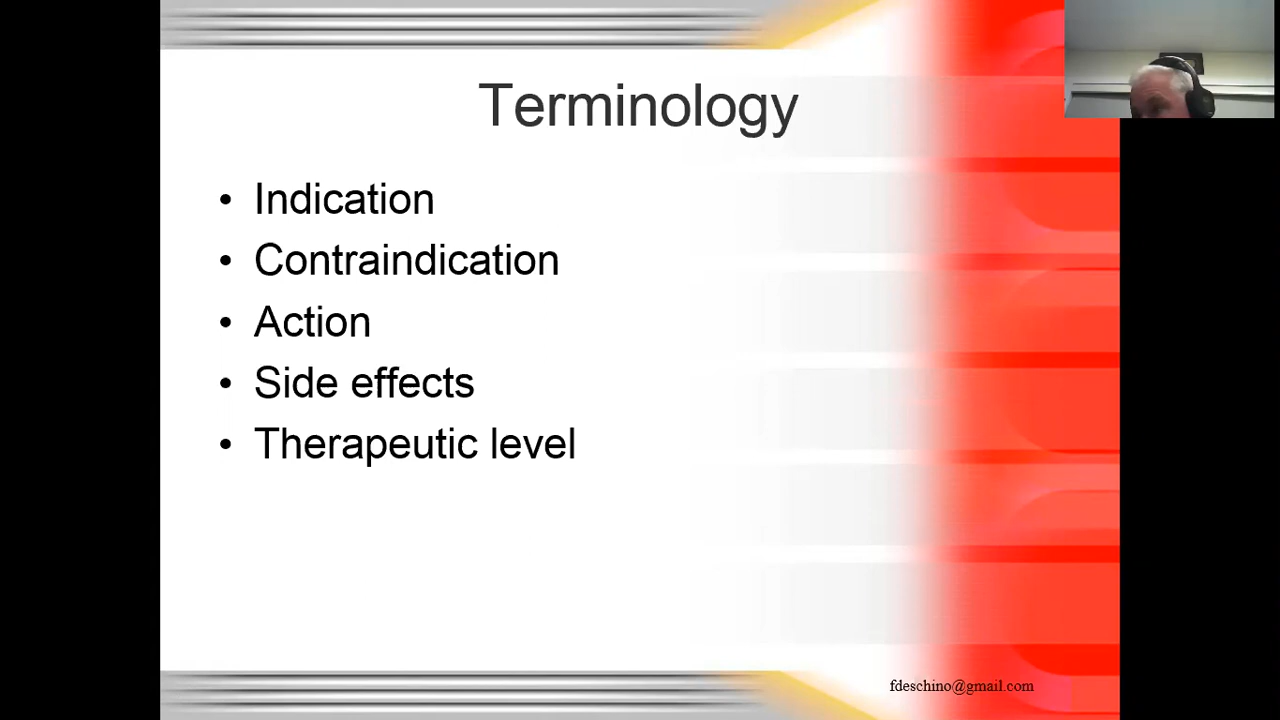 Terminology
• Indication
• Contraindication
• Action
• Side effects
• Therapeutic level
fdeschino@gmail.com